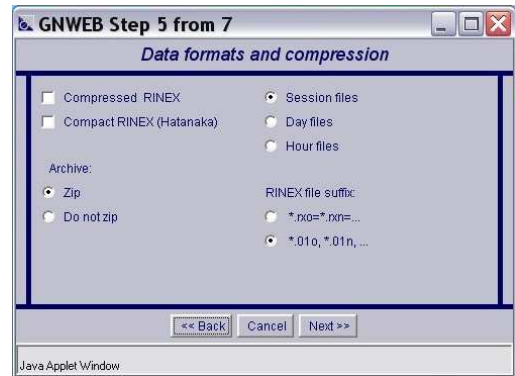 GNWEB Step 5 from 7
Data formats and compression
Compressed RINEX
Compact RINEX (Hatanaka)
Archive:
Zip
Do not zip
Session files
Day files
Hour files
RINEX file suffix:
*.rxo=*.rxn=...
*.01o, *.01n, ...
<< Back Cancel Next >>
Java Applet Window